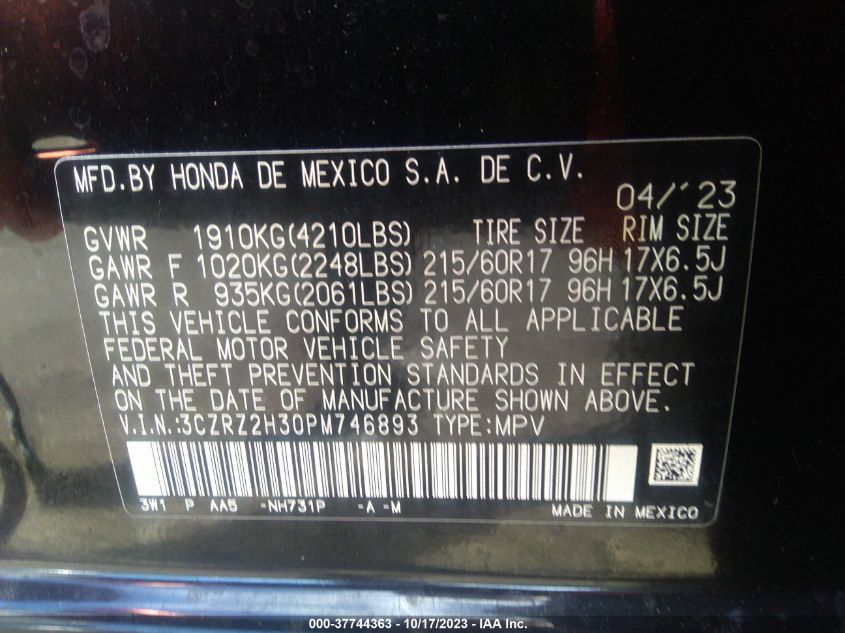 MFD.BY HONDA DE MEXICO S.A. DE C.V.
04/'23
GVWR 1910KG(4210LBS) TIRE SIZE RIM SIZE
GAWR F 1020KG(2248LBS) 215/60R17 96H 17X6.5J
GAWR R 935KG(2061LBS) 215/60R17 96H 17X6.5J
THIS VEHICLE CONFORMS TO ALL APPLICABLE
FEDERAL MOTOR VEHICLE SAFETY
AND THEFT PREVENTION STANDARDS IN EFFECT
ON THE DATE OF MANUFACTURE SHOWN ABOVE.
V.I.N.:3CZRZ2H30PM746893 TYPE:MPV
3W1 P AA5 -NH731P -A -M
MADE IN MEXICO
000-37744363 - 10/17/2023 - IAA Inc.